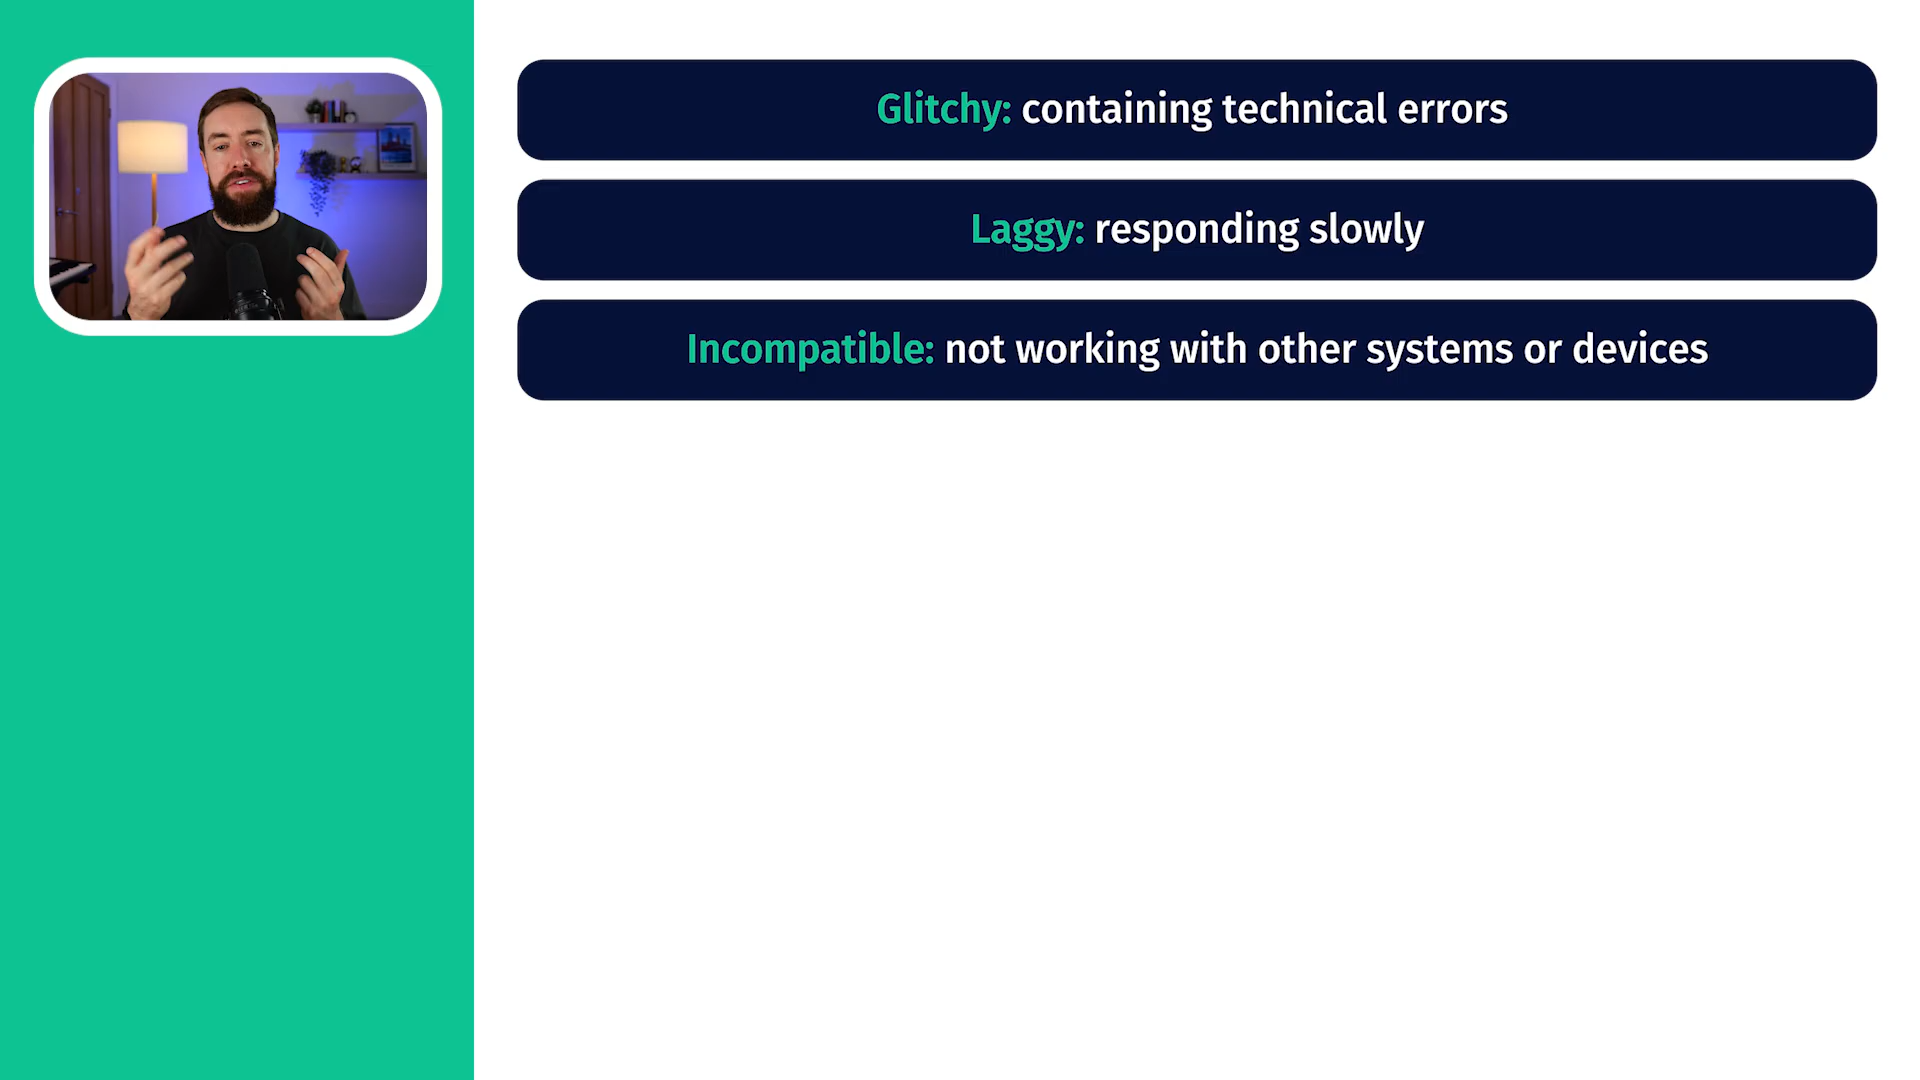 Glitchy: containing technical errors
Laggy: responding slowly
Incompatible: not working with other systems or devices